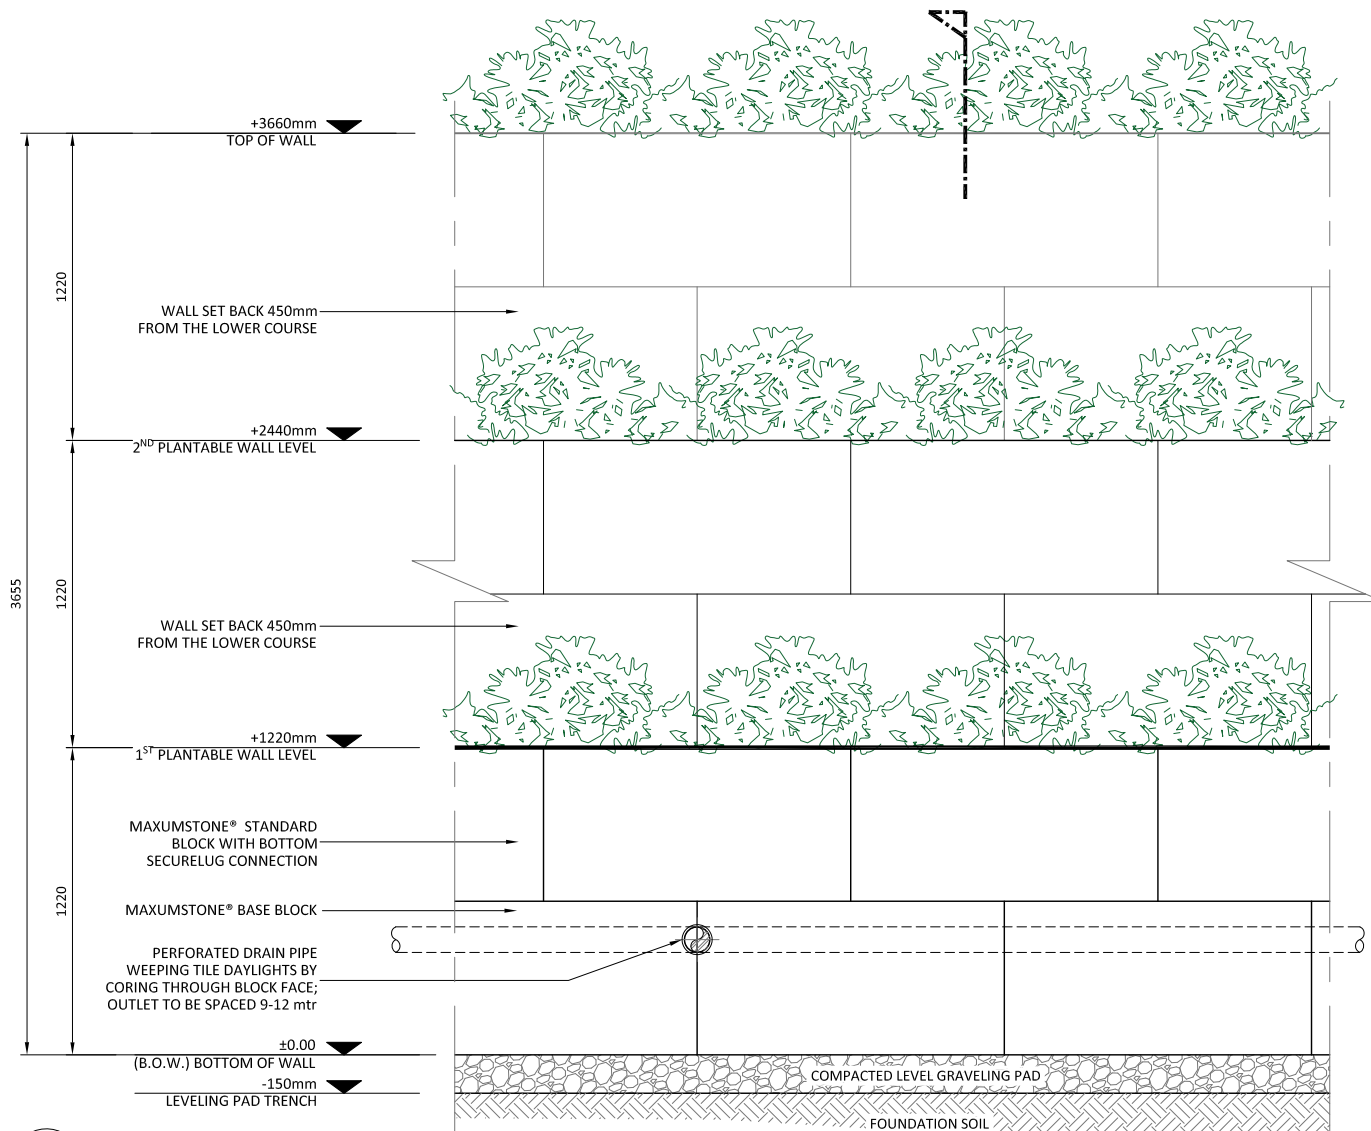 +3660mm
TOP OF WALL
1220
WALL SET BACK 450mm
FROM THE LOWER COURSE
+2440mm
2ND PLANTABLE WALL LEVEL
3655
1220
WALL SET BACK 450mm
FROM THE LOWER COURSE
+1220mm
1ST PLANTABLE WALL LEVEL
MAXUMSTONE® STANDARD
BLOCK WITH BOTTOM
SECURELUG CONNECTION
1220
MAXUMSTONE® BASE BLOCK
PERFORATED DRAIN PIPE
WEEPING TILE DAYLIGHTS BY
CORING THROUGH BLOCK FACE;
OUTLET TO BE SPACED 9-12 mtr
±0.00
(B.O.W.) BOTTOM OF WALL
-150mm
LEVELING PAD TRENCH
COMPACTED LEVEL GRAVELING PAD
FOUNDATION SOIL